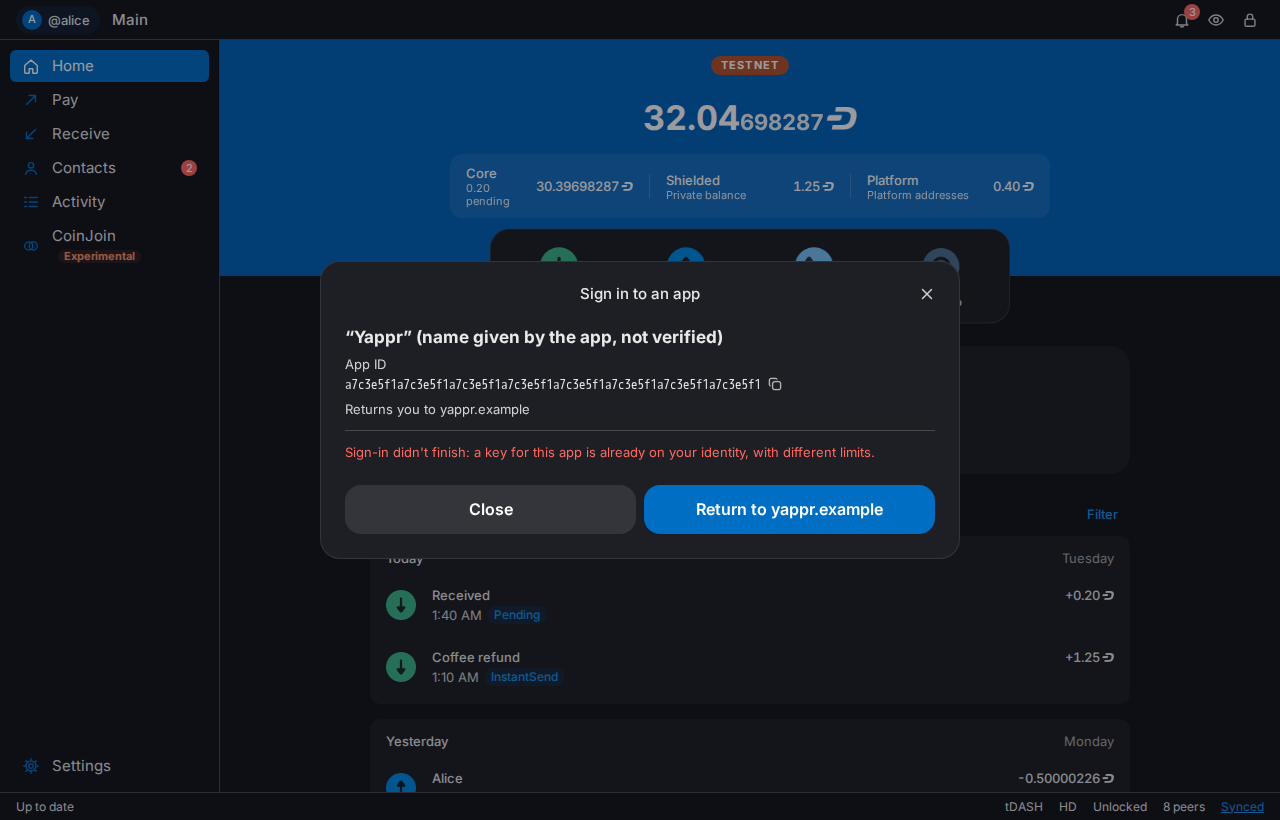 A @alice Main 3
TESTNET
Home
Pay
Receive
Contacts 2
Activity
CoinJoin
Experimental
Settings
32.04698287
Core
0.20 pending
30.39698287
Shielded
Private balance
1.25
Platform
Platform addresses
0.40
Sign in to an app
“Yappr” (name given by the app, not verified)
App ID
a7c3e5f1a7c3e5f1a7c3e5f1a7c3e5f1a7c3e5f1a7c3e5f1a7c3e5f1a7c3e5f1
Returns you to yappr.example
Sign-in didn't finish: a key for this app is already on your identity, with different limits.
Close
Return to yappr.example
Filter
Today Tuesday
Received +0.20
1:40 AM Pending
Coffee refund +1.25
1:10 AM InstantSend
Yesterday Monday
Alice -0.50000226
Up to date tDASH HD Unlocked 8 peers Synced